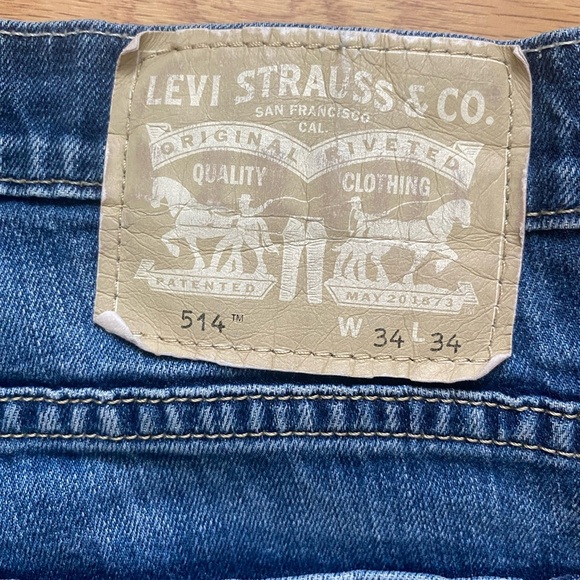 LEVI STRAUSS & CO.
SAN FRANCISCO
CAL.
ORIGINAL RIVETED
QUALITY CLOTHING
PATENTED MAY 20 1873
514™ W 34 L 34